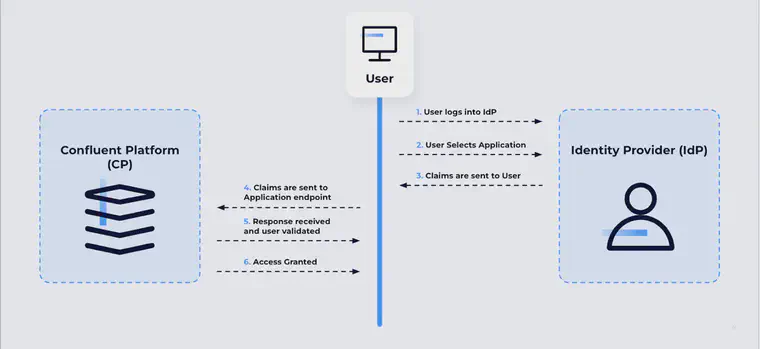 User
1. User logs into IdP
2. User Selects Application
3. Claims are sent to User
Confluent Platform
(CP)
Identity Provider (IdP)
4. Claims are sent to
Application endpoint
5. Response received
and user validated
6. Access Granted